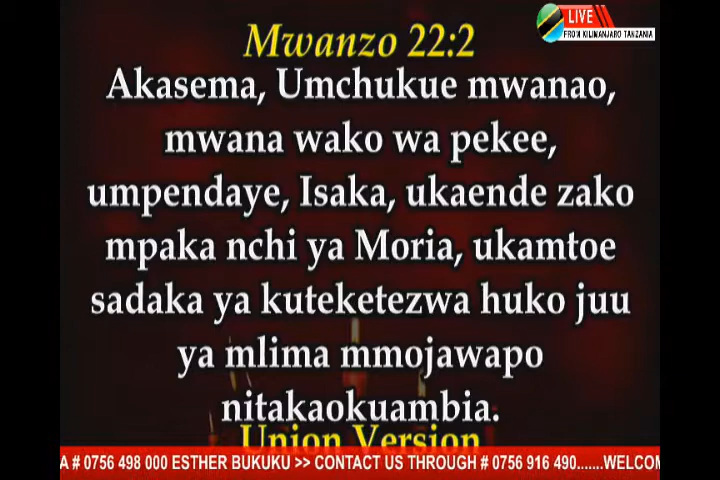 LIVE
FROM KILIMANJARO TANZANIA
Mwanzo 22:2
Akasema, Umchukue mwanao,
mwana wako wa pekee,
umpendaye, Isaka, ukaende zako
mpaka nchi ya Moria, ukamtoe
sadaka ya kuteketezwa huko juu
ya mlima mmojawapo
nitakaokuambia.
Union Version
A # 0756 498 000 ESTHER BUKUKU >> CONTACT US THROUGH # 0756 916 490.......WELCOM